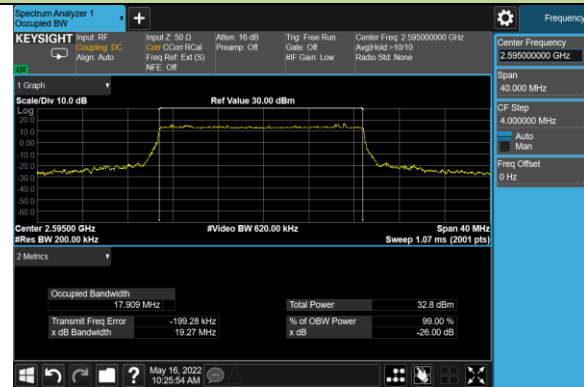 Spectrum Analyzer 1
Occupied BW
Frequency
KEYSIGHT Input: RF Input Z: 50 Ω Atten: 16 dB Trig: Free Run Center Freq: 2.595000000 GHz
Coupling: DC Corr CCorr RCal Preamp: Off Gate: Off Avg|Hold:>10/10
Align: Auto Freq Ref: Ext (S) #IF Gain: Low Radio Std: None
NFE: Off
LXI
Center Frequency
2.595000000 GHz
Span
40.000 MHz
CF Step
4.000000 MHz
Auto
Man
Freq Offset
0 Hz
1 Graph
Scale/Div 10.0 dB Ref Value 30.00 dBm
Log
20.0
10.0
0.00
-10.0
-20.0
-30.0
-40.0
-50.0
-60.0
Center 2.59500 GHz #Video BW 620.00 kHz Span 40 MHz
#Res BW 200.00 kHz Sweep 1.07 ms (2001 pts)
2 Metrics
Occupied Bandwidth
17.909 MHz Total Power 32.8 dBm
Transmit Freq Error -199.28 kHz % of OBW Power 99.00 %
x dB Bandwidth 19.27 MHz x dB -26.00 dB
May 16, 2022
10:25:54 AM